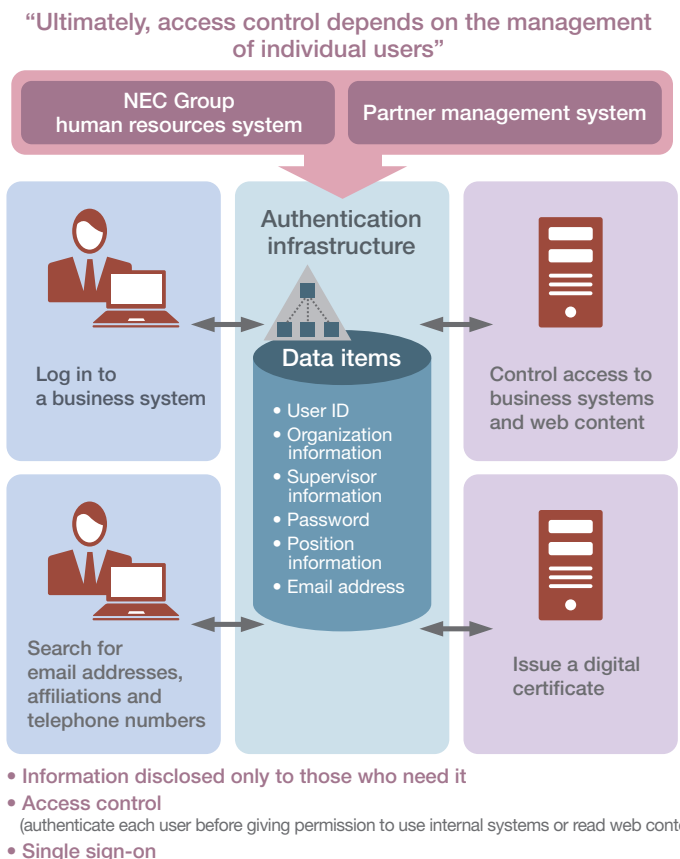 “Ultimately, access control depends on the management
of individual users”
NEC Group
human resources system
Partner management system
Authentication
infrastructure
Data items
• User ID
• Organization
information
• Supervisor
information
• Password
• Position
information
• Email address
Log in to
a business system
Search for
email addresses,
affiliations and
telephone numbers
Control access to
business systems
and web content
Issue a digital
certificate
• Information disclosed only to those who need it
• Access control
(authenticate each user before giving permission to use internal systems or read web
• Single sign-on